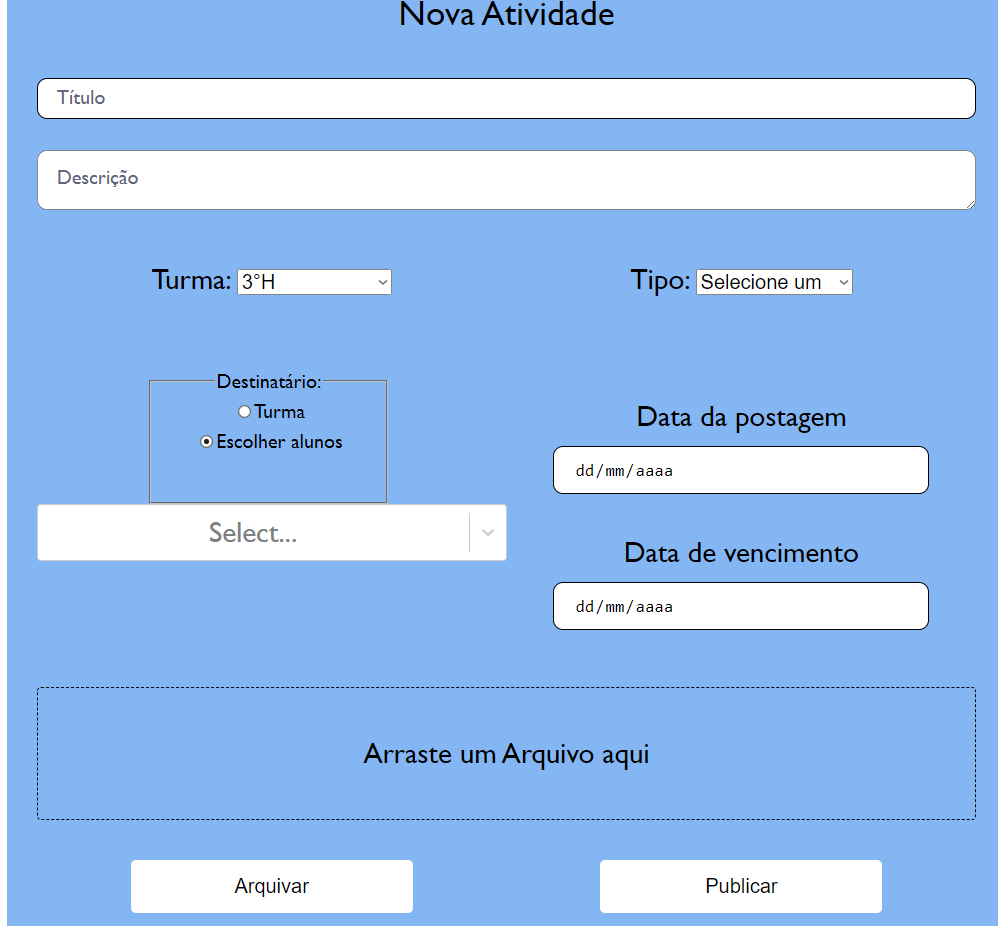 Nova Atividade
Título
Descrição
Turma: 3°H
Tipo: Selecione um
Destinatário:
Turma
Escolher alunos
Select...
Data da postagem
dd/mm/aaaa
Data de vencimento
dd/mm/aaaa
Arraste um Arquivo aqui
Arquivar
Publicar